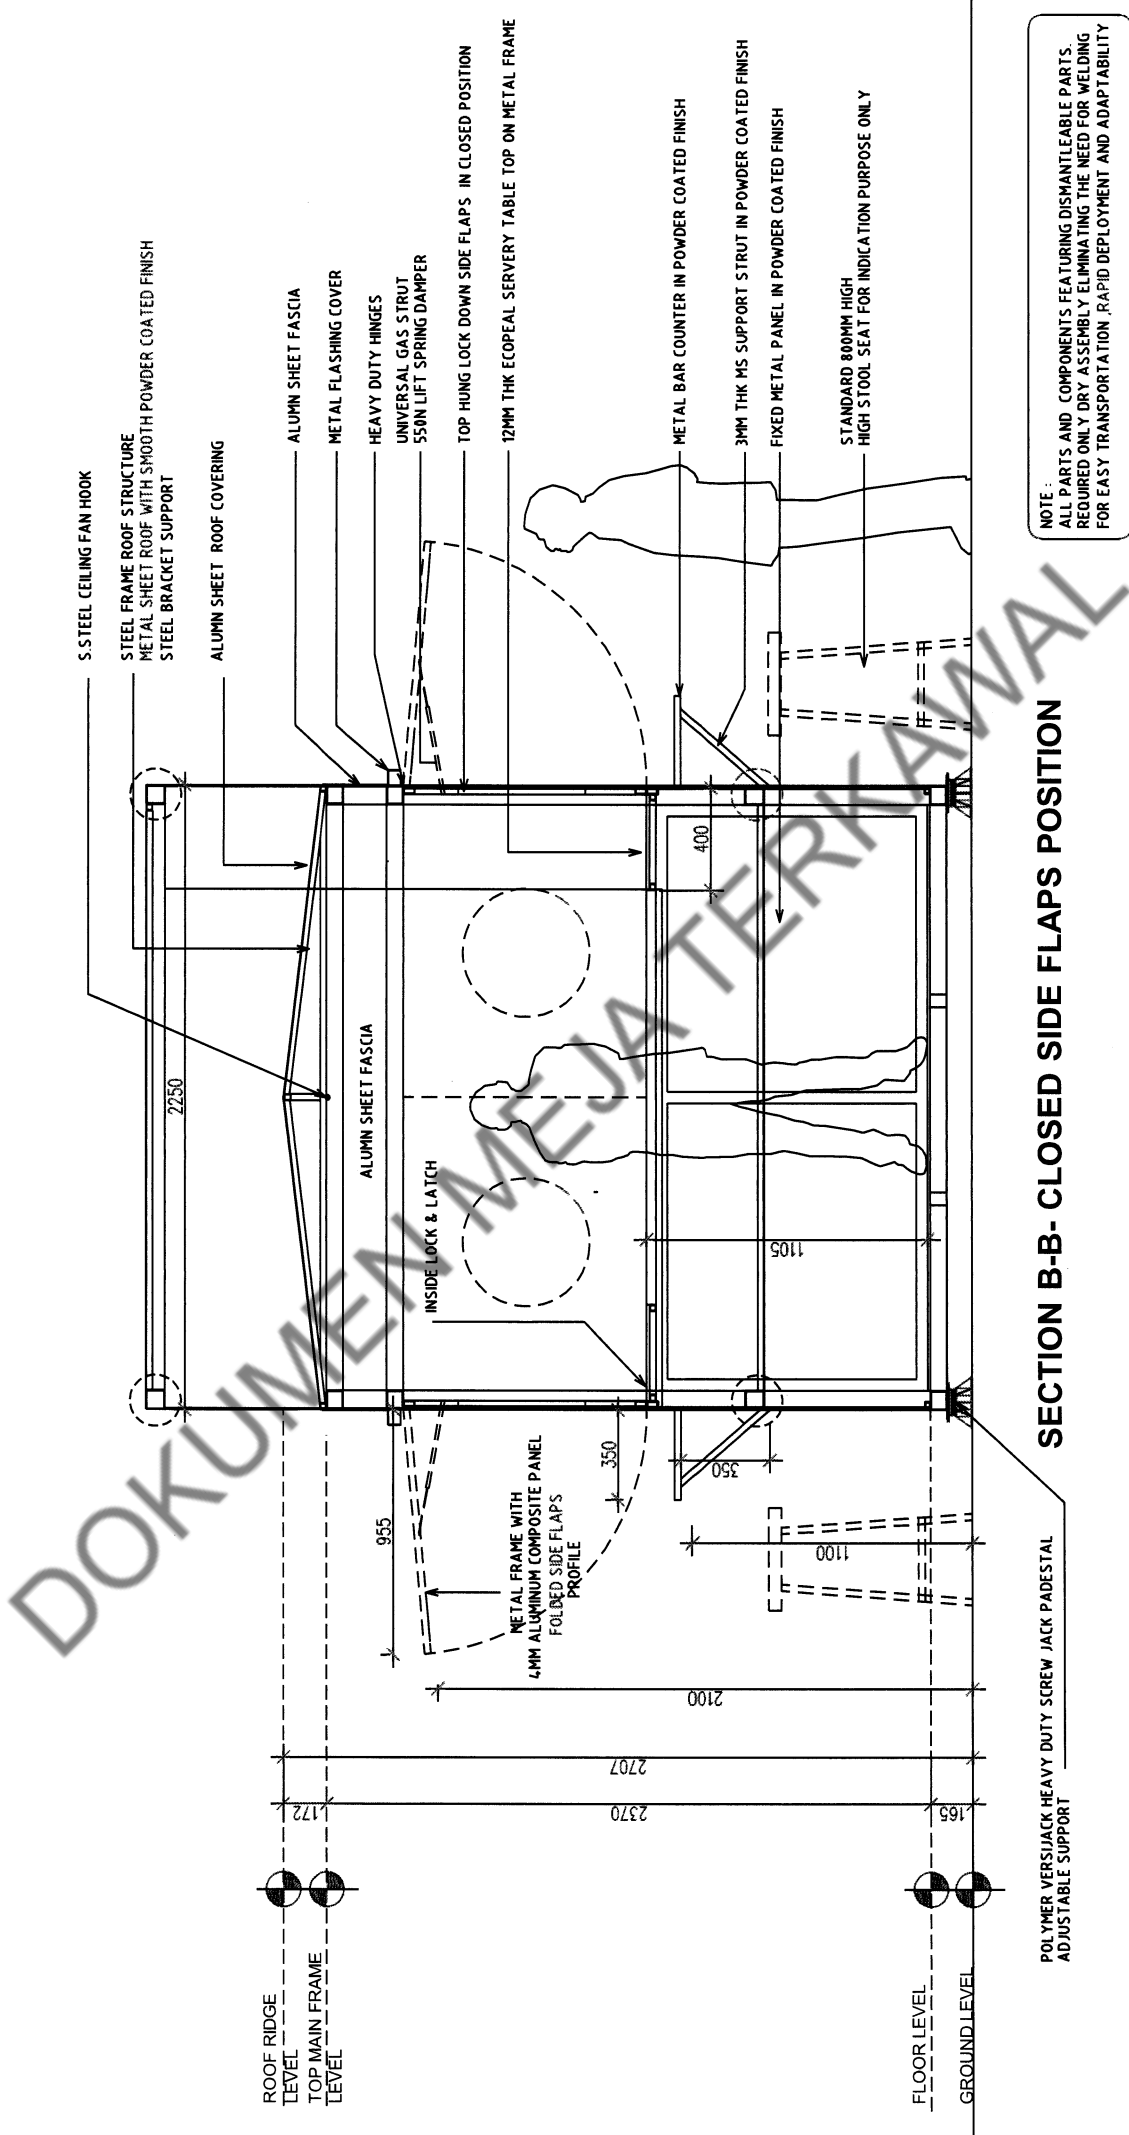 S.STEEL CEILING FAN HOOK
STEEL FRAME ROOF STRUCTURE
METAL SHEET ROOF WITH SMOOTH POWDER COATED FINISH
STEEL BRACKET SUPPORT
ALUMN SHEET ROOF COVERING
ALUMN SHEET FASCIA
METAL FLASHING COVER
HEAVY DUTY HINGES
UNIVERSAL GAS STRUT
550N LIFT SPRING DAMPER
TOP HUNG LOCK DOWN SIDE FLAPS IN CLOSED POSITION
12MM THK ECOPEAL SERVERY TABLE TOP ON METAL FRAME
METAL BAR COUNTER IN POWDER COATED FINISH
3MM THK MS SUPPORT STRUT IN POWDER COATED FINISH
FIXED METAL PANEL IN POWDER COATED FINISH
STANDARD 800MM HIGH
HIGH STOOL SEAT FOR INDICATION PURPOSE ONLY
2250
ALUMN SHEET FASCIA
INSIDE LOCK & LATCH
400
1105
955
350
350
1100
METAL FRAME WITH
4MM ALUMINUM COMPOSITE PANEL
FOLDED SIDE FLAPS
PROFILE
2100
2707
172
2370
165
ROOF RIDGE
LEVEL
TOP MAIN FRAME
LEVEL
FLOOR LEVEL
GROUND LEVEL
POLYMER VERSIJACK HEAVY DUTY SCREW JACK PADESTAL
ADJUSTABLE SUPPORT
SECTION B-B- CLOSED SIDE FLAPS POSITION
NOTE :
ALL PARTS AND COMPONENTS FEATURING DISMANTLEABLE PARTS.
REQUIRED ONLY DRY ASSEMBLY ELIMINATING THE NEED FOR WELDING
FOR EASY TRANSPORTATION ,RAPID DEPLOYMENT AND ADAPTABILITY
DOKUMEN MEJA TERKAWAL